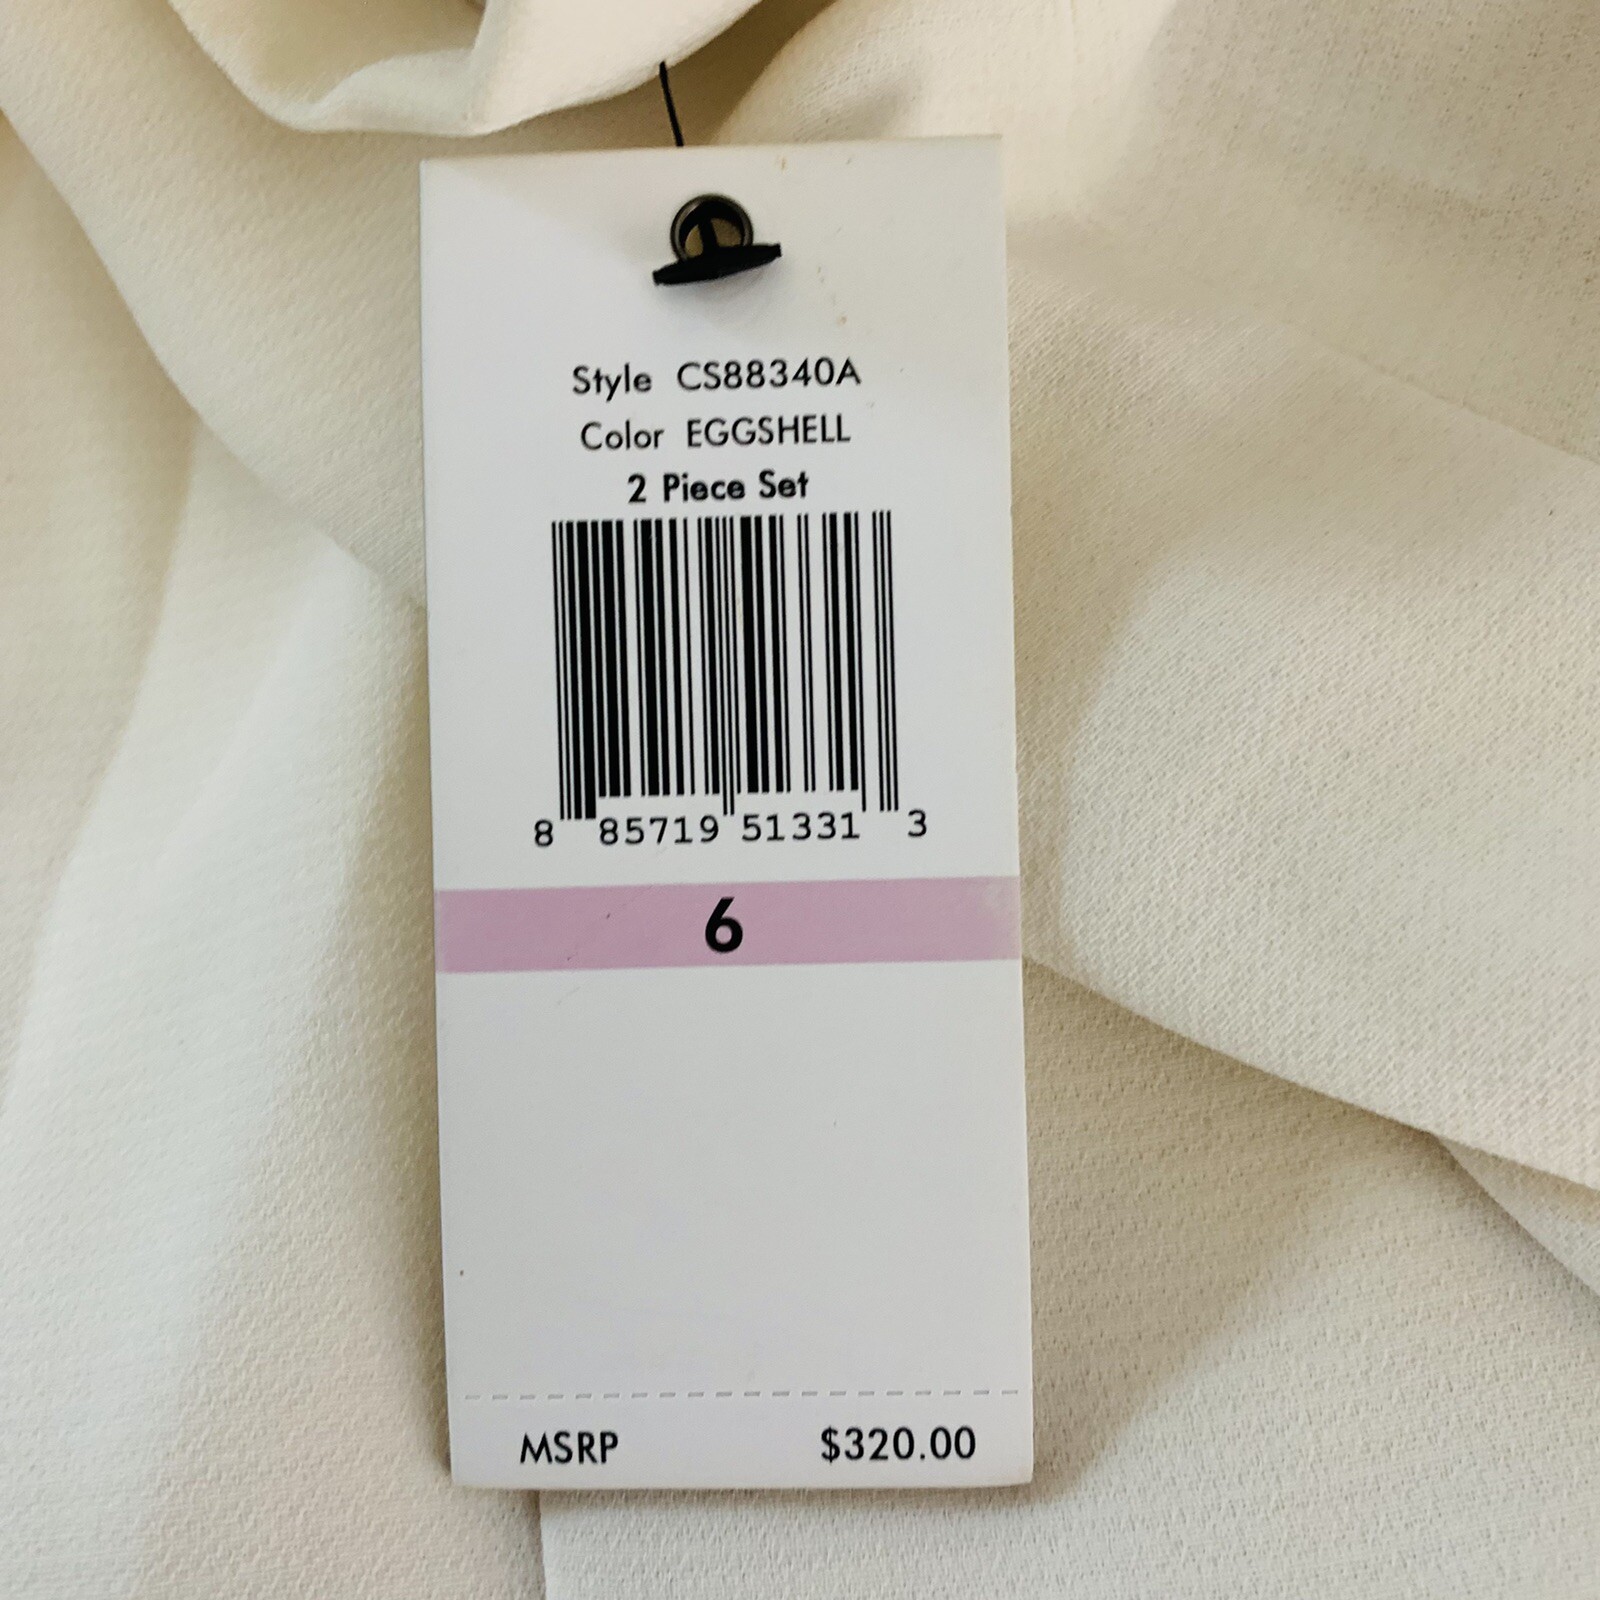 Style CS88340A
Color EGGSHELL
2 Piece Set
8 85719 51331 3
6
MSRP $320.00